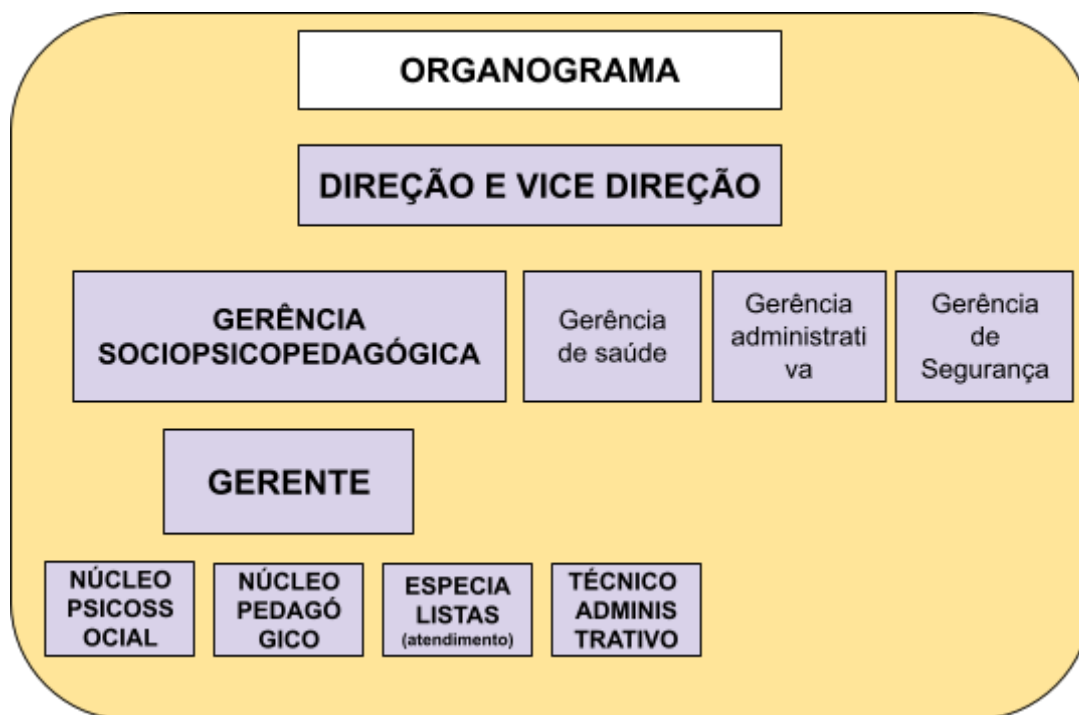 ORGANOGRAMA
DIREÇÃO E VICE DIREÇÃO
GERÊNCIA
SOCIOPSICOPEDAGÓGICA
Gerência
de saúde
Gerência
administrati
va
Gerência
de
Segurança
GERENTE
NÚCLEO
PSICOSS
OCIAL
NÚCLEO
PEDAGÓ
GICO
ESPECIA
LISTAS
(atendimento)
TÉCNICO
ADMINIS
TRATIVO